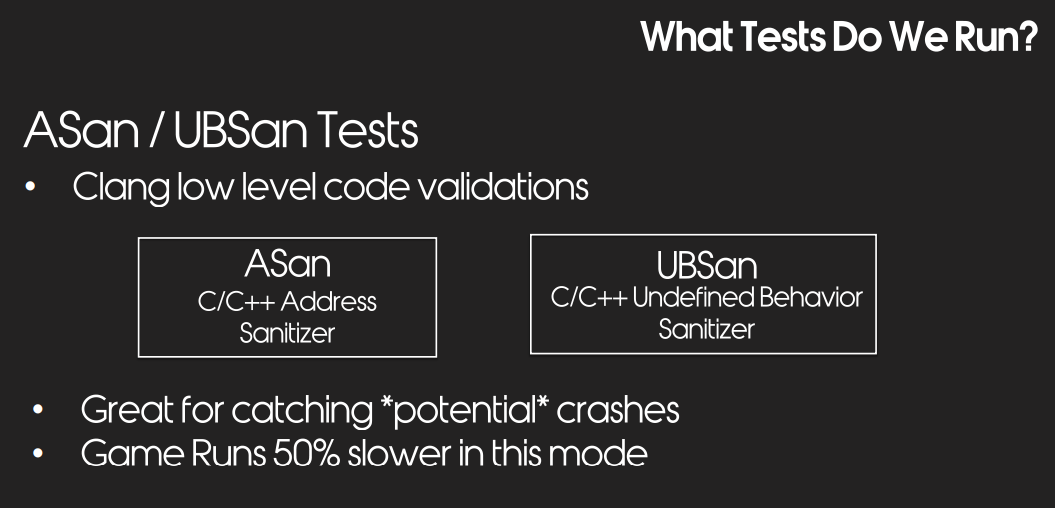 What Tests Do We Run?
ASan / UBSan Tests
• Clang low level code validations
ASan
C/C++ Address
Sanitizer
UBSan
C/C++ Undefined Behavior
Sanitizer
• Great for catching *potential* crashes
• Game Runs 50% slower in this mode